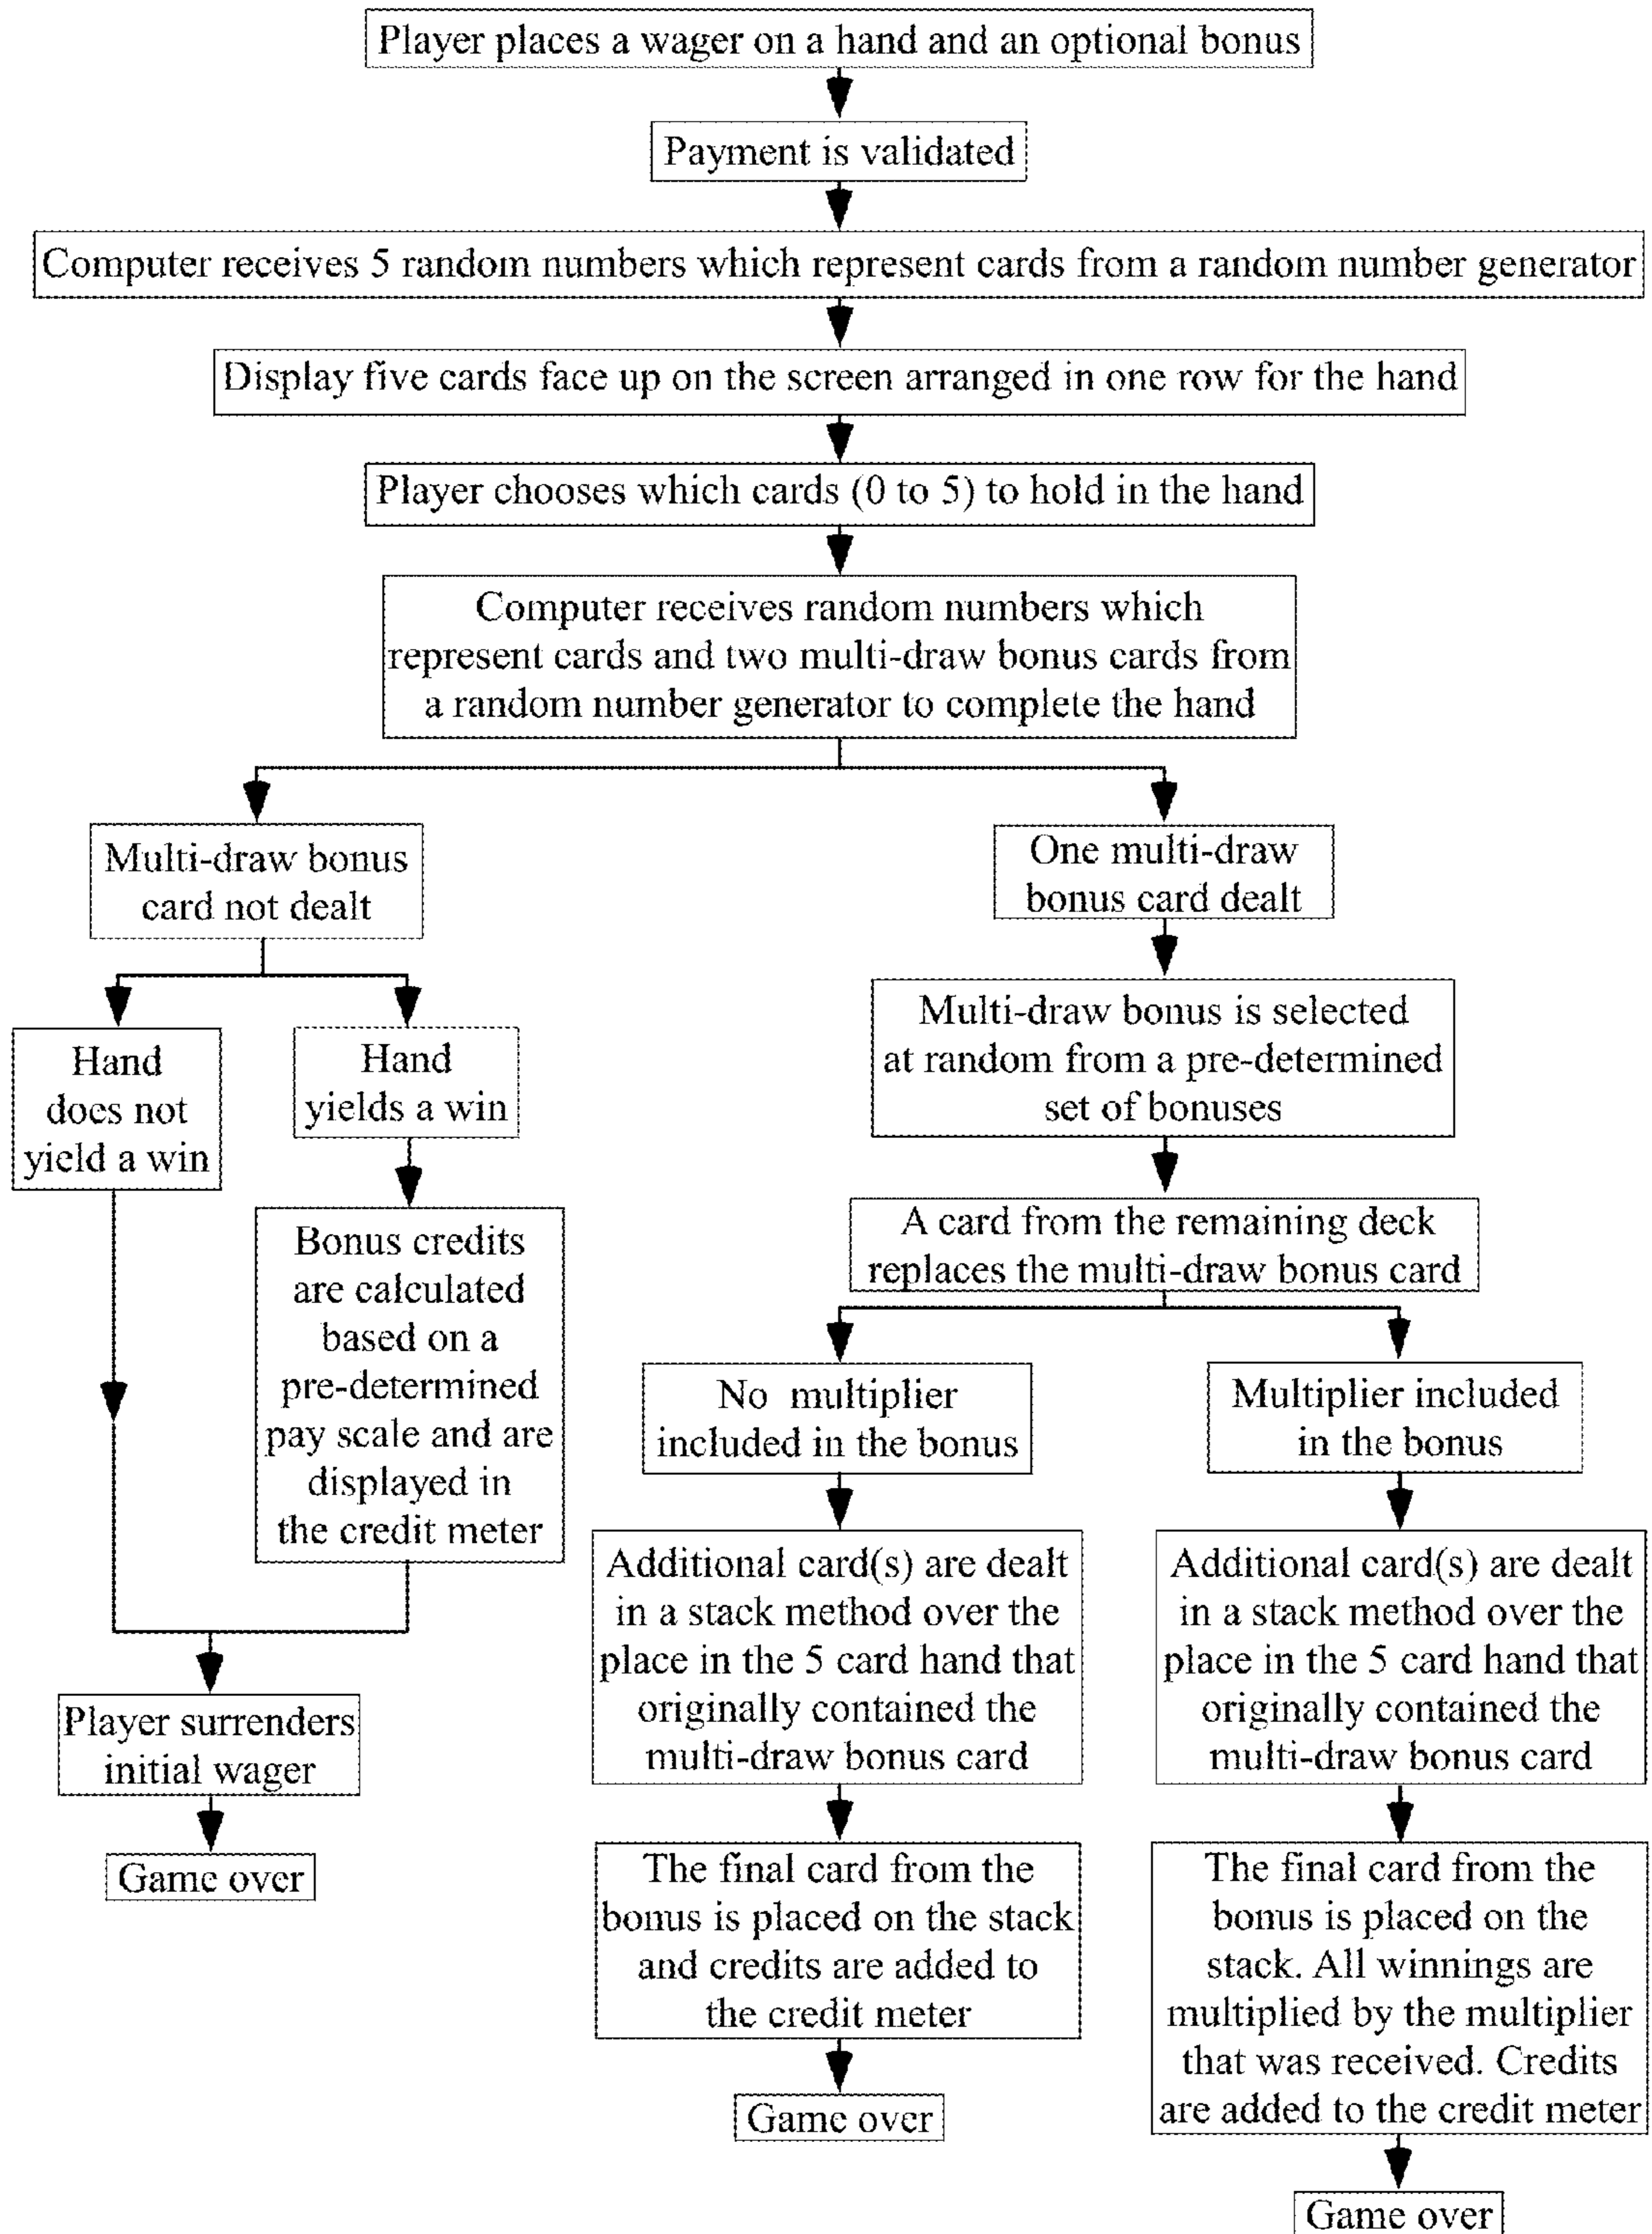 Player places a wager on a hand and an optional bonus
Payment is validated
Computer receives 5 random numbers which represent cards from a random number generator
Display five cards face up on the screen arranged in one row for the hand
Player chooses which cards (0 to 5) to hold in the hand
Computer receives random numbers which
represent cards and two multi-draw bonus cards from
a random number generator to complete the hand
Multi-draw bonus
card not dealt
Hand
does not
yield a win
Hand
yields a win
Bonus credits
are calculated
based on a
pre-determined
pay scale and are
displayed in
the credit meter
Player surrenders
initial wager
Game over
One multi-draw
bonus card dealt
Multi-draw bonus is selected
at random from a pre-determined
set of bonuses
A card from the remaining deck
replaces the multi-draw bonus card
No multiplier
included in the bonus
Additional card(s) are dealt
in a stack method over the
place in the 5 card hand that
originally contained the
multi-draw bonus card
The final card from the
bonus is placed on the stack
and credits are added to
the credit meter
Game over
Multiplier included
in the bonus
Additional card(s) are dealt
in a stack method over the
place in the 5 card hand that
originally contained the
multi-draw bonus card
The final card from the
bonus is placed on the
stack. All winnings are
multiplied by the multiplier
that was received. Credits
are added to the credit meter
Game over